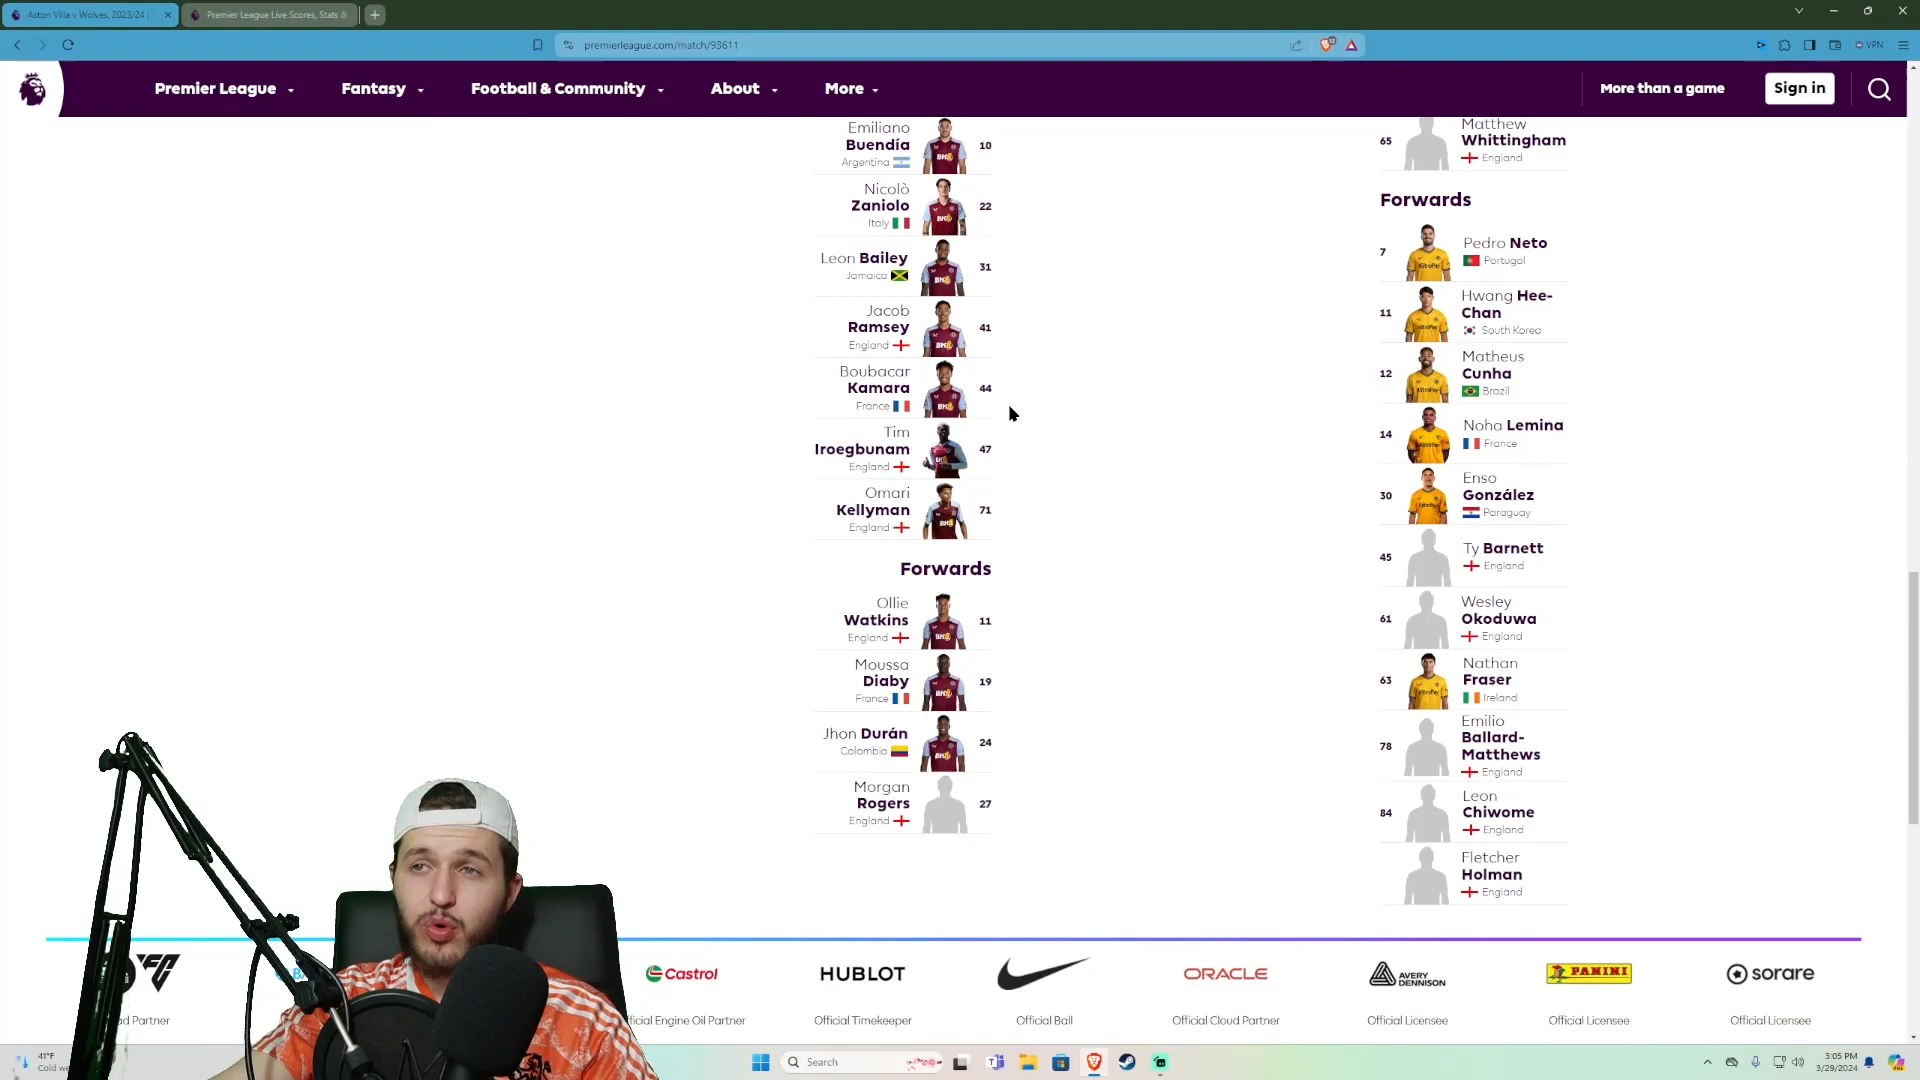 Aston Villa v Wolves, 2023/24
Premier League Live Scores, Stats &
premierleague.com/match/93611
VPN
Premier League
Fantasy
Football & Community
About
More
More than a game
Sign in
Emiliano
Buendía
Argentina
10
Nicolò
Zaniolo
Italy
22
Leon Bailey
Jamaica
31
Jacob
Ramsey
England
41
Boubacar
Kamara
France
44
Tim
Iroegbunam
England
47
Omari
Kellyman
England
71
Forwards
Ollie
Watkins
England
11
Moussa
Diaby
France
19
Jhon Durán
Colombia
24
Morgan
Rogers
England
27
65
Matthew
Whittingham
England
Forwards
7
Pedro Neto
Portugal
11
Hwang Hee-
Chan
South Korea
12
Matheus
Cunha
Brazil
14
Noha Lemina
France
30
Enso
González
Paraguay
45
Ty Barnett
England
61
Wesley
Okoduwa
England
63
Nathan
Fraser
Ireland
78
Emilio
Ballard-
Matthews
England
84
Leon
Chiwome
England
Fletcher
Holman
England
FC
Castrol
HUBLOT
ORACLE
AVERY
DENNISON
PANINI
sorare
ad Partner
ficial Engine Oil Partner
Official Timekeeper
Official Ball
Official Cloud Partner
Official Licensee
Official Licensee
Official Licensee
41°F
Cold we
Search
3:05 PM
3/29/2024